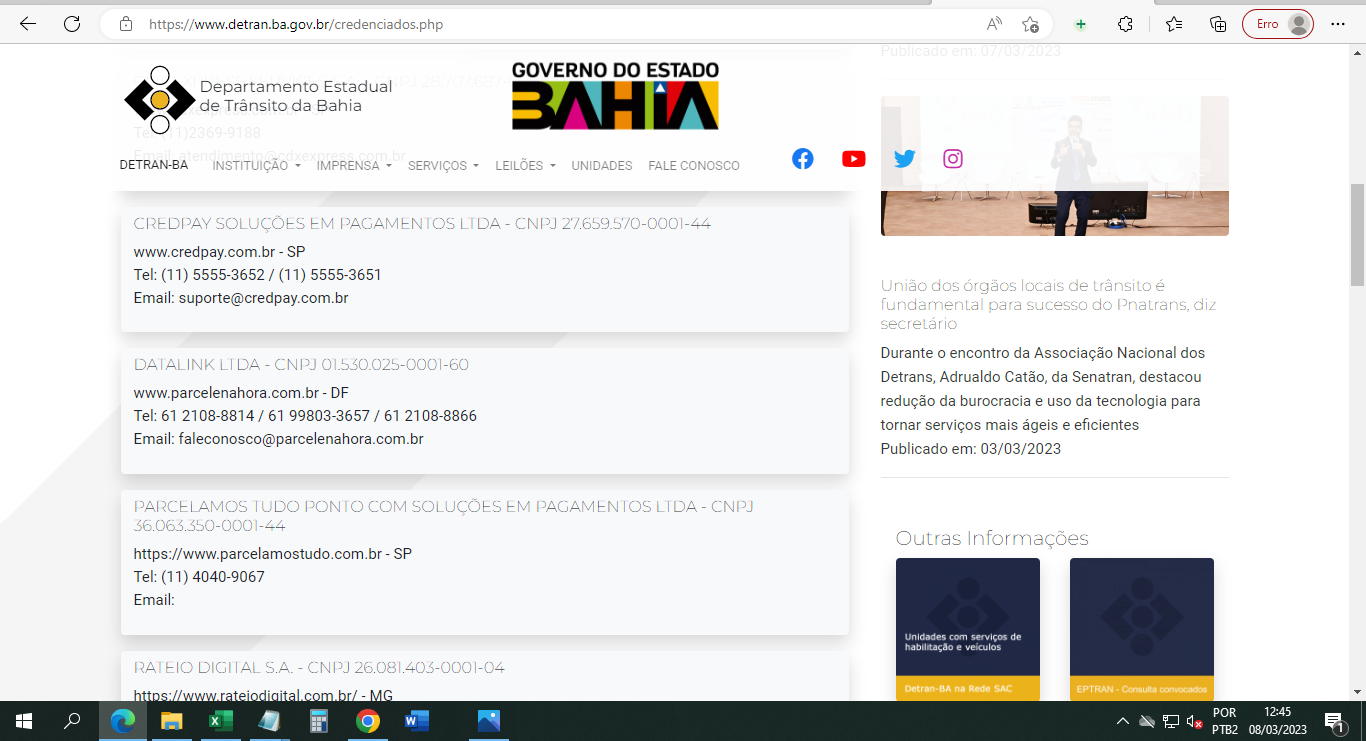 https://www.detran.ba.gov.br/credenciados.php
Erro
Departamento Estadual
de Trânsito da Bahia
GOVERNO DO ESTADO
BAHIA
Tel: (11)2369-9188
Email: atendimento@cdxexpress.com.br
DETRAN-BA
INSTITUIÇÃO
IMPRENSA
SERVIÇOS
LEILÕES
UNIDADES
FALE CONOSCO
CREDPAY SOLUÇÕES EM PAGAMENTOS LTDA - CNPJ 27.659.570-0001-44
www.credpay.com.br - SP
Tel: (11) 5555-3652 / (11) 5555-3651
Email: suporte@credpay.com.br
DATALINK LTDA - CNPJ 01.530.025-0001-60
www.parcelenahora.com.br - DF
Tel: 61 2108-8814 / 61 99803-3657 / 61 2108-8866
Email: faleconosco@parcelenahora.com.br
PARCELAMOS TUDO PONTO COM SOLUÇÕES EM PAGAMENTOS LTDA - CNPJ
36.063.350-0001-44
https://www.parcelamostudo.com.br - SP
Tel: (11) 4040-9067
Email:
RATEIO DIGITAL S.A. - CNPJ 26.081.403-0001-04
https://www.rateiodigital.com.br/ - MG
Publicado em: 07/03/2023
União dos órgãos locais de trânsito é
fundamental para sucesso do Pnatrans, diz
secretário
Durante o encontro da Associação Nacional dos
Detrans, Adrualdo Catão, da Senatran, destacou
redução da burocracia e uso da tecnologia para
tornar serviços mais ágeis e eficientes
Publicado em: 03/03/2023
Outras Informações
Unidades com serviços de
habilitação e veículos
Detran-BA na Rede SAC
EPTRAN - Consulta convocados
POR
PTB2
12:45
08/03/2023
1